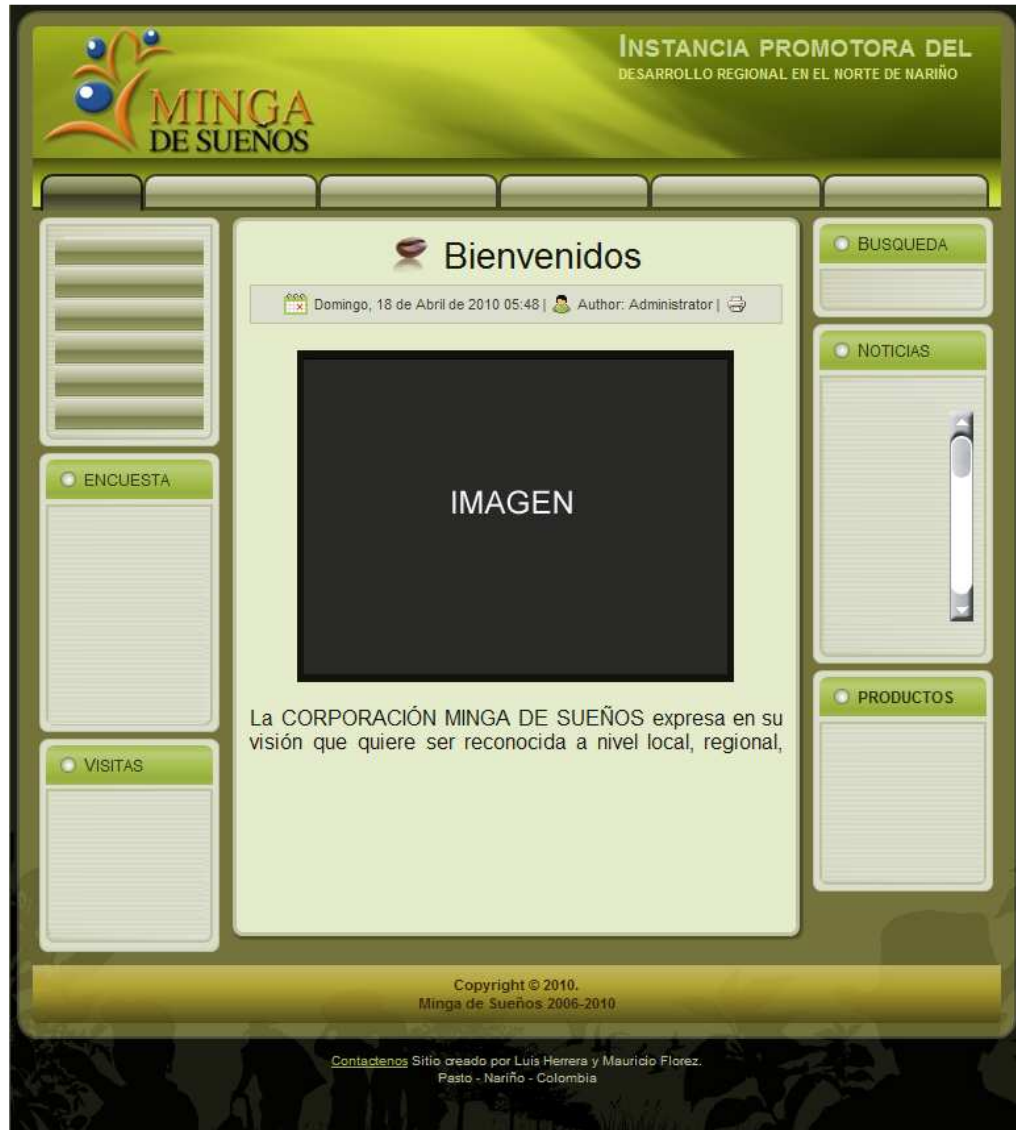 MINGA
DE SUEÑOS
INSTANCIA PROMOTORA DEL
DESARROLLO REGIONAL EN EL NORTE DE NARIÑO
ENCUESTA
VISITAS
Bienvenidos
Domingo, 18 de Abril de 2010 05:48 | Author: Administrator |
IMAGEN
La CORPORACIÓN MINGA DE SUEÑOS expresa en su
visión que quiere ser reconocida a nivel local, regional,
BUSQUEDA
NOTICIAS
PRODUCTOS
Copyright © 2010.
Minga de Sueños 2006-2010
Contactenos Sitio creado por Luis Herrera y Mauricio Florez.
Pasto - Nariño - Colombia